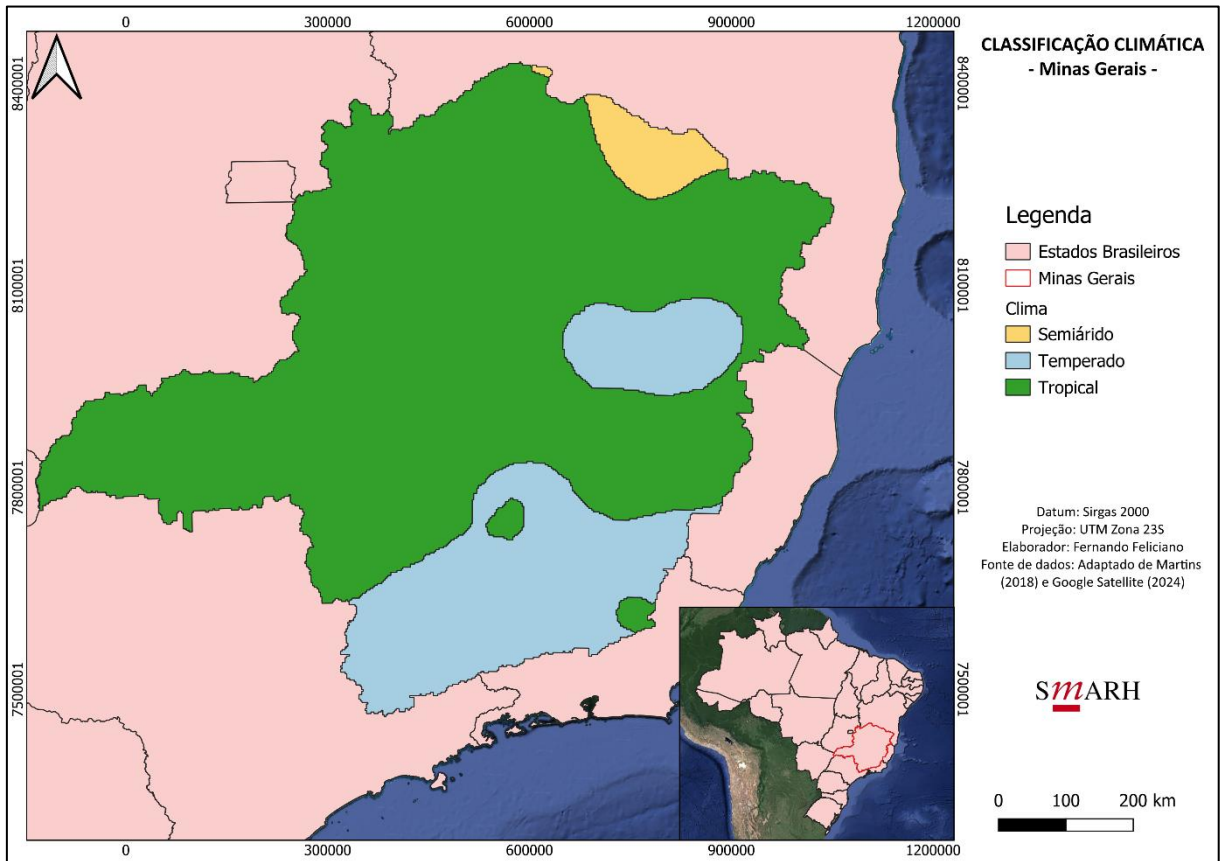 0 300000 600000 900000 1200000
CLASSIFICAÇÃO CLIMÁTICA
- Minas Gerais -
8400001
8400001
8100001
8100001
7800001
7800001
7500001
7500001
Legenda
Estados Brasileiros
Minas Gerais
Clima
Semiárido
Temperado
Tropical
Datum: Sirgas 2000
Projeção: UTM Zona 23S
Elaborador: Fernando Feliciano
Fonte de dados: Adaptado de Martins
(2018) e Google Satellite (2024)
SmARH
0 100 200 km
0 300000 600000 900000 1200000